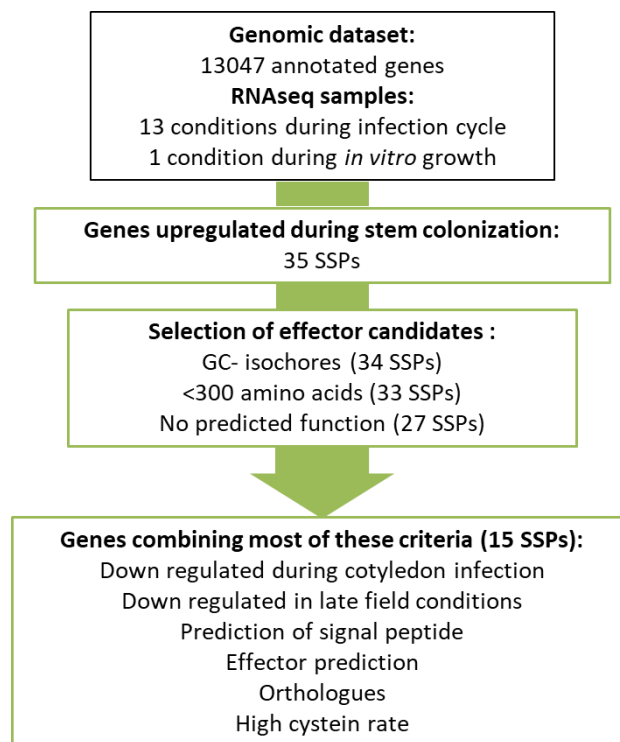 Genomic dataset:
13047 annotated genes
RNAseq samples:
13 conditions during infection cycle
1 condition during in vitro growth
Genes upregulated during stem colonization:
35 SSPs
Selection of effector candidates :
GC- isochores (34 SSPs)
<300 amino acids (33 SSPs)
No predicted function (27 SSPs)
Genes combining most of these criteria (15 SSPs):
Down regulated during cotyledon infection
Down regulated in late field conditions
Prediction of signal peptide
Effector prediction
Orthologues
High cystein rate